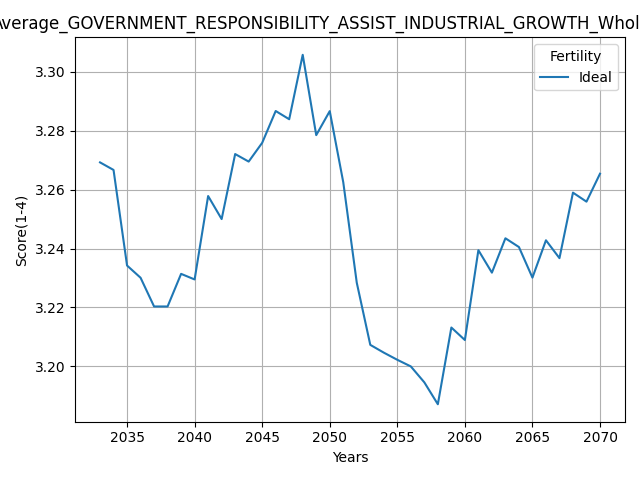 Average_GOVERNMENT_RESPONSIBILITY_ASSIST_INDUSTRIAL_GROWTH_Whol
Fertility
Ideal
3.30
3.28
3.26
3.24
3.22
3.20
Score(1-4)
2035 2040 2045 2050 2055 2060 2065 2070
Years